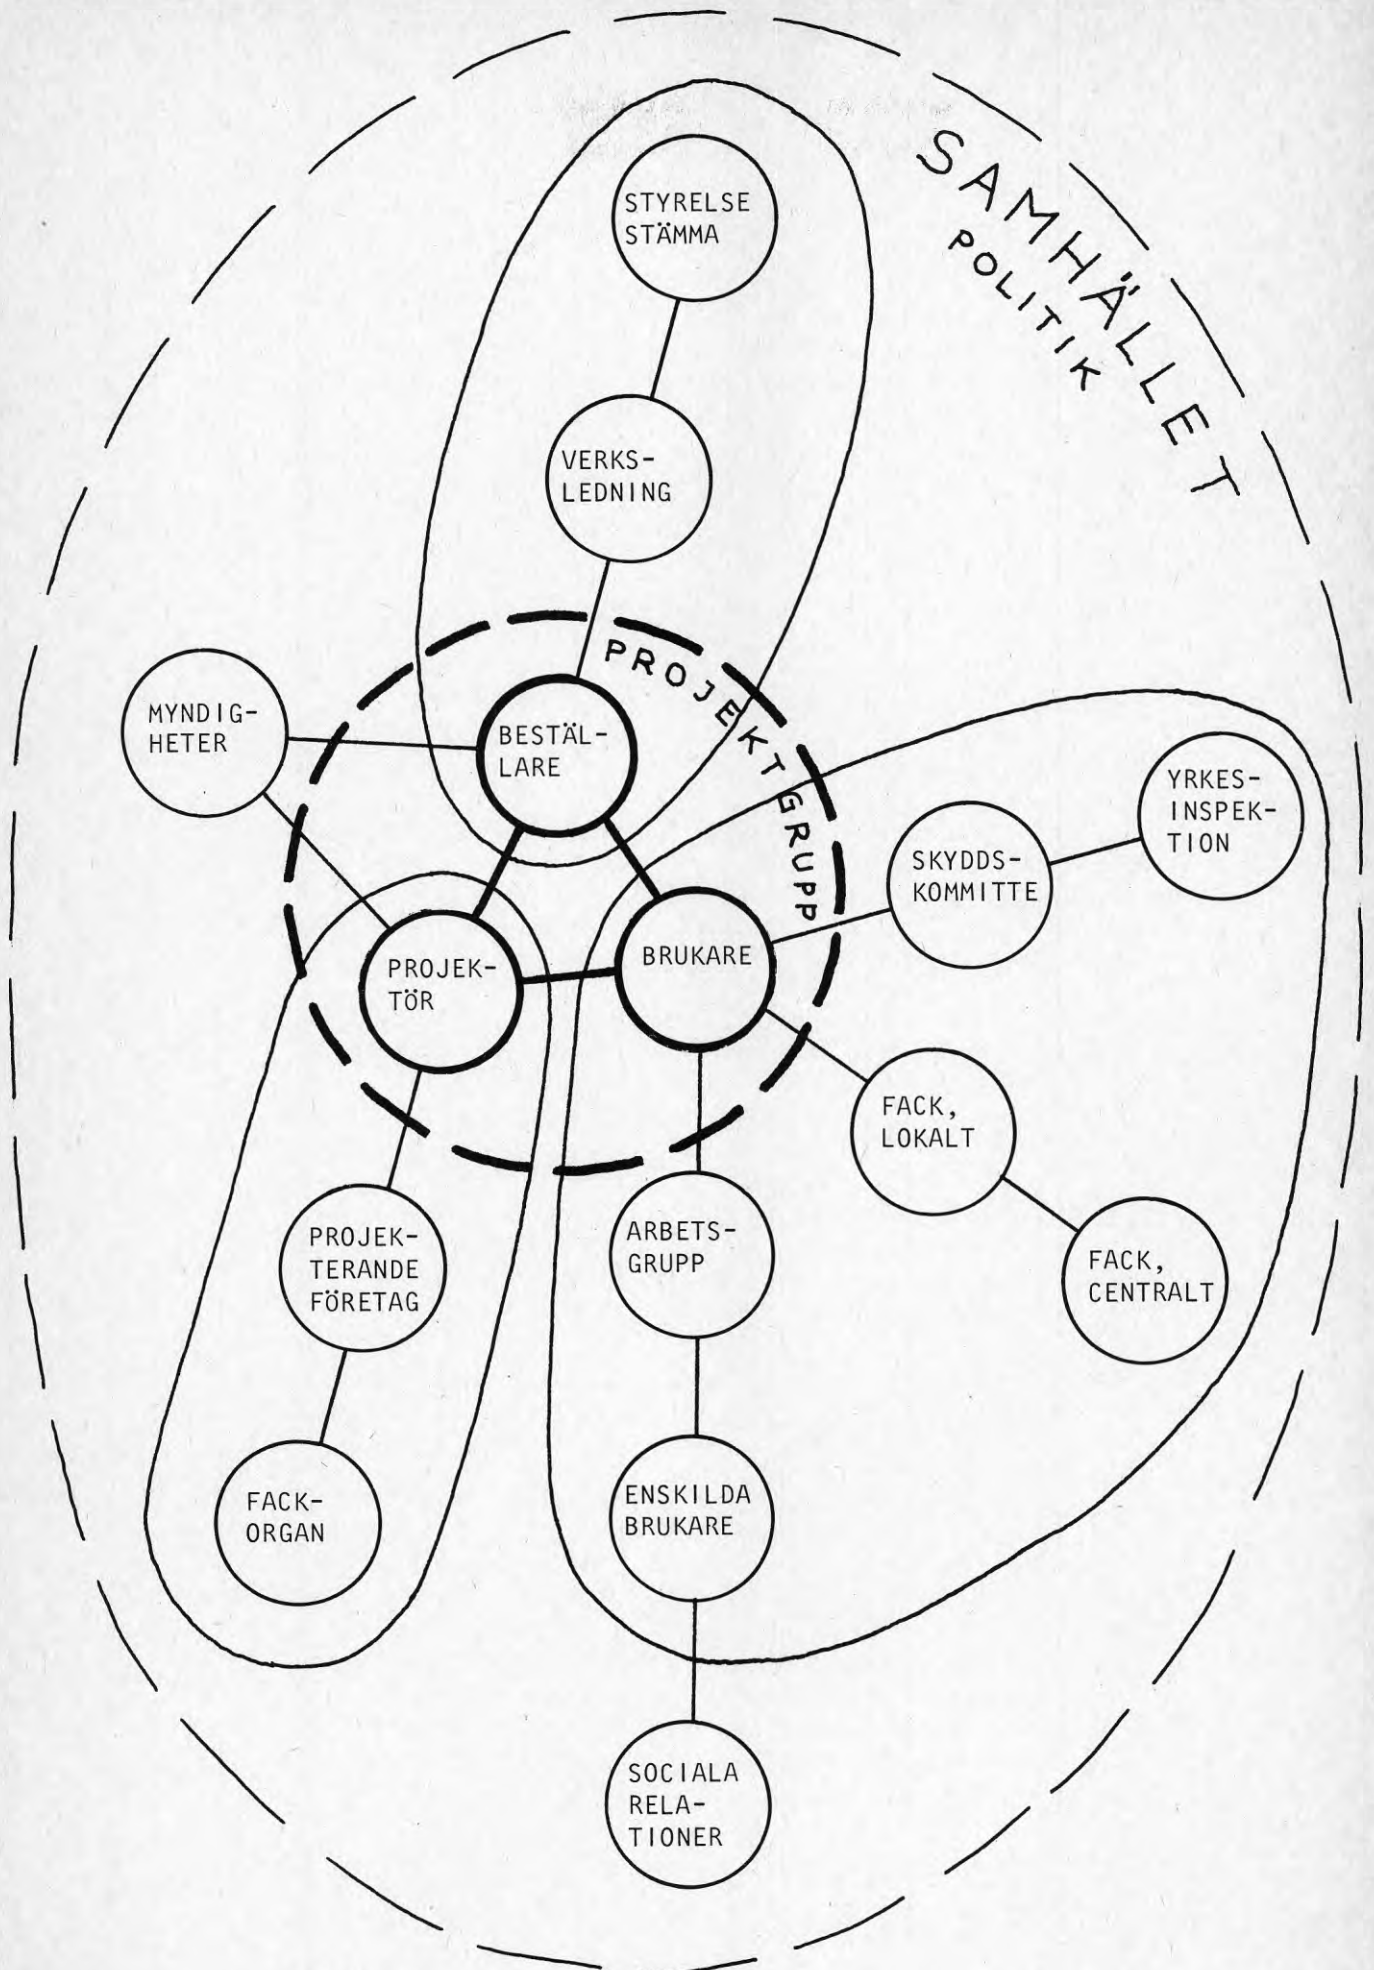 SAMHÄLLET
POLITIK
STYRELSE
STÄMMA
VERKS-
LEDNING
PROJEKTGRUPP
MYNDIG-
HETER
BESTÄL-
LARE
YRKES-
INSPEK-
TION
SKYDDS-
KOMMITTE
BRUKARE
PROJEK-
TÖR
FACK,
LOKALT
ARBETS-
GRUPP
PROJEK-
TERANDE
FÖRETAG
FACK,
CENTRALT
ENSKILDA
BRUKARE
FACK-
ORGAN
SOCIALA
RELA-
TIONER